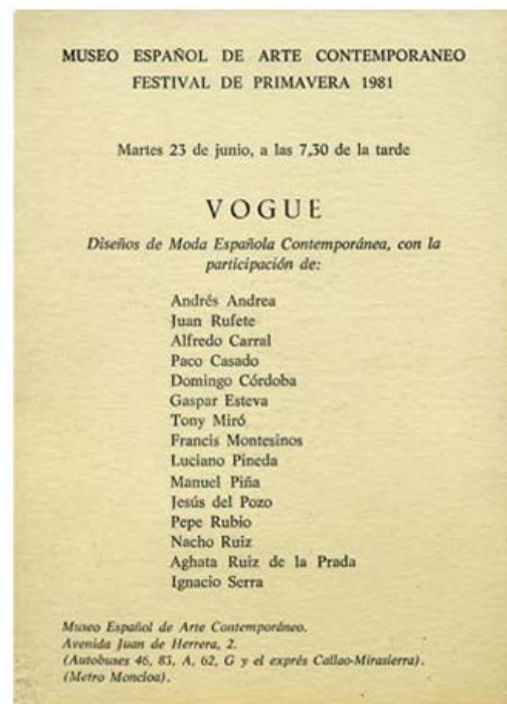 MUSEO ESPAÑOL DE ARTE CONTEMPORANEO
FESTIVAL DE PRIMAVERA 1981
Martes 23 de junio, a las 7,30 de la tarde
VOGUE
Diseños de Moda Española Contemporánea, con la
participación de:
Andrés Andrea
Juan Rufete
Alfredo Carral
Paco Casado
Domingo Córdoba
Gaspar Esteva
Tony Miró
Francis Montesinos
Luciano Pineda
Manuel Piña
Jesús del Pozo
Pepe Rubio
Nacho Ruiz
Aghata Ruiz de la Prada
Ignacio Serra
Museo Español de Arte Contemporáneo.
Avenida Juan de Herrera, 2.
(Autobuses 46, 83, A, 62, G y el exprés Callao-Mirasierra).
(Metro Moncloa).